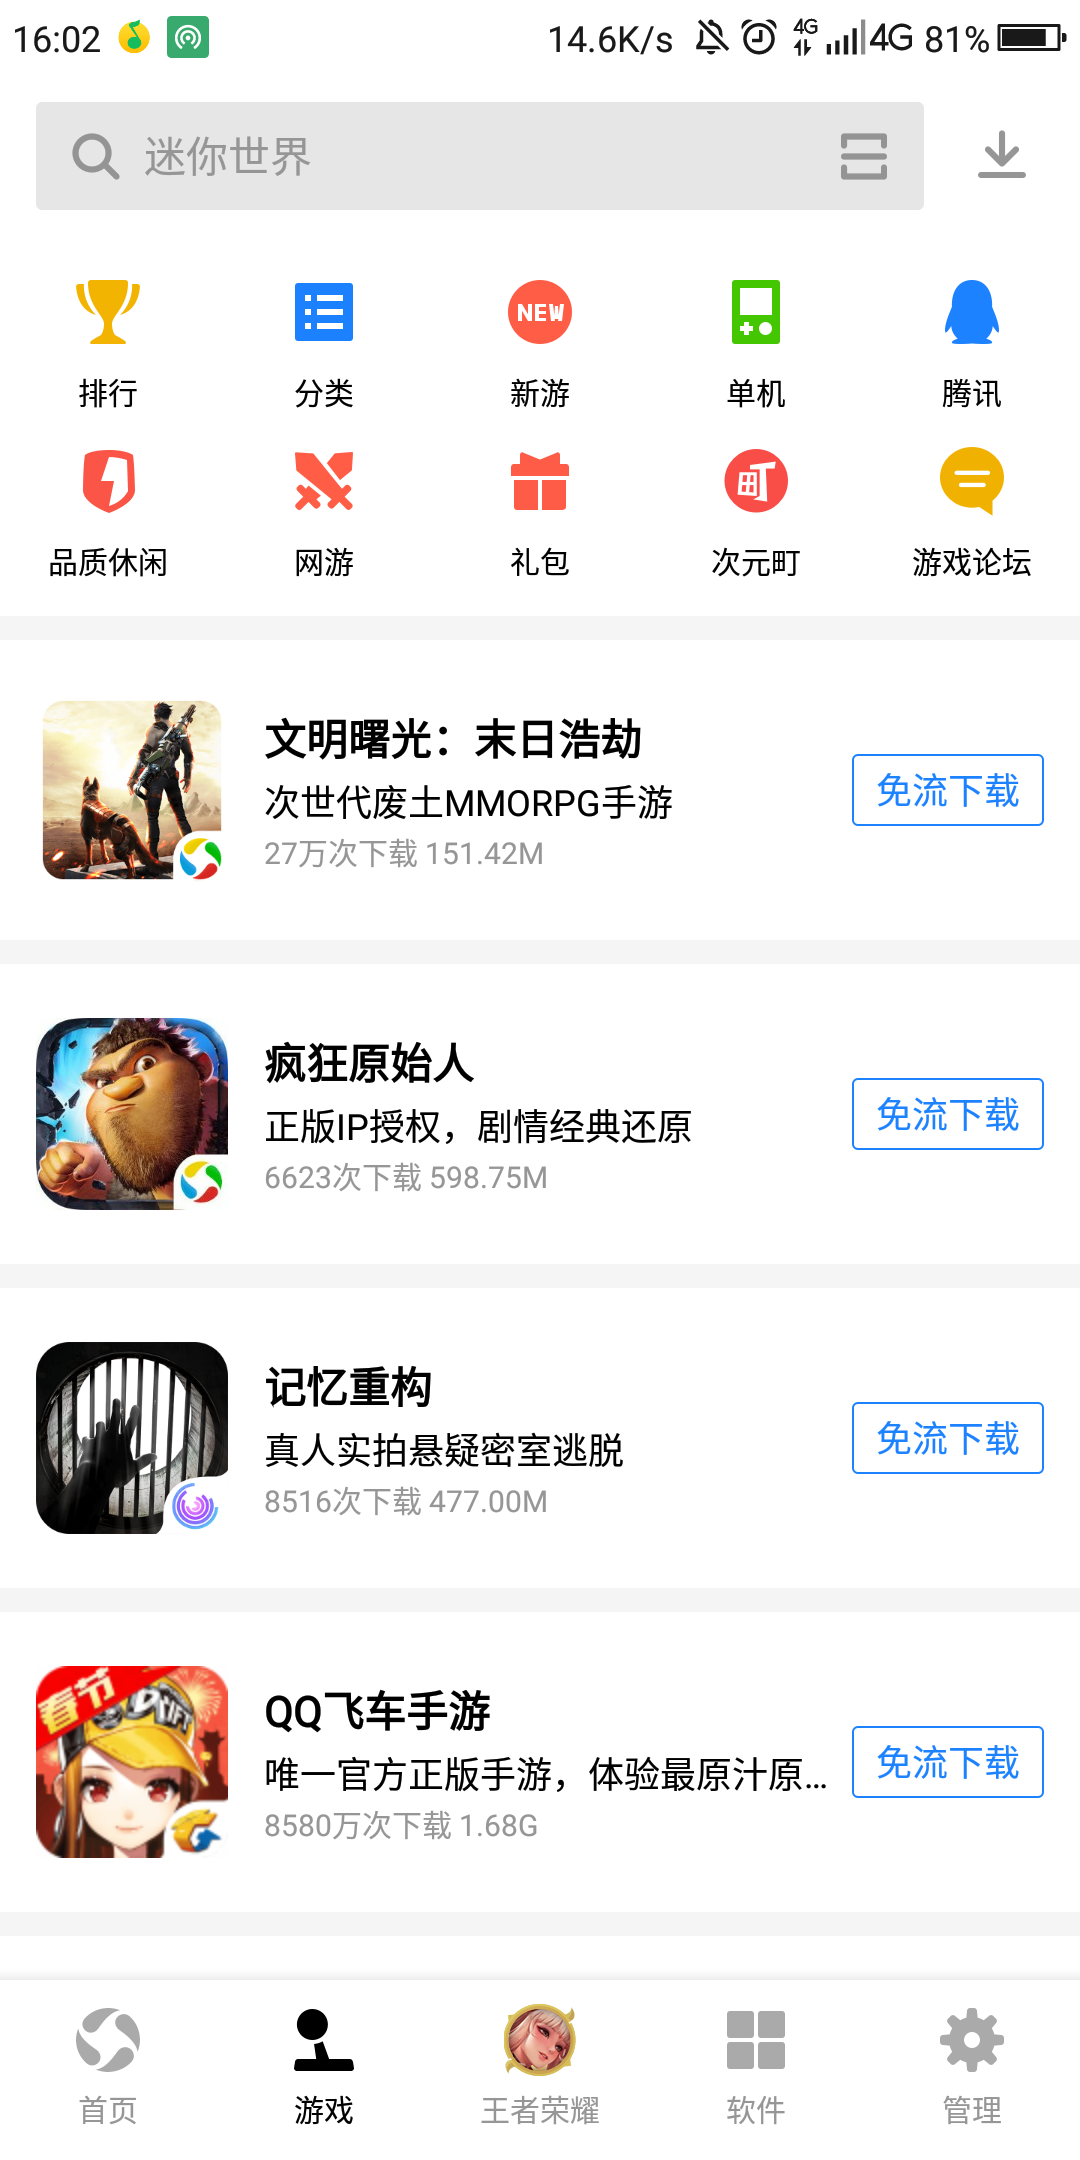 16:02 14.6K/s 4G 4G 81%
迷你世界
NEW
排行 分类 新游 单机 腾讯
町
品质休闲 网游 礼包 次元町 游戏论坛
文明曙光：末日浩劫
次世代废土MMORPG手游
免流下载
27万次下载 151.42M
疯狂原始人
正版IP授权，剧情经典还原
免流下载
6623次下载 598.75M
记忆重构
真人实拍悬疑密室逃脱
免流下载
8516次下载 477.00M
春节
DRIFT
QQ飞车手游
唯一官方正版手游，体验最原汁原...
免流下载
8580万次下载 1.68G
首页 游戏 王者荣耀 软件 管理